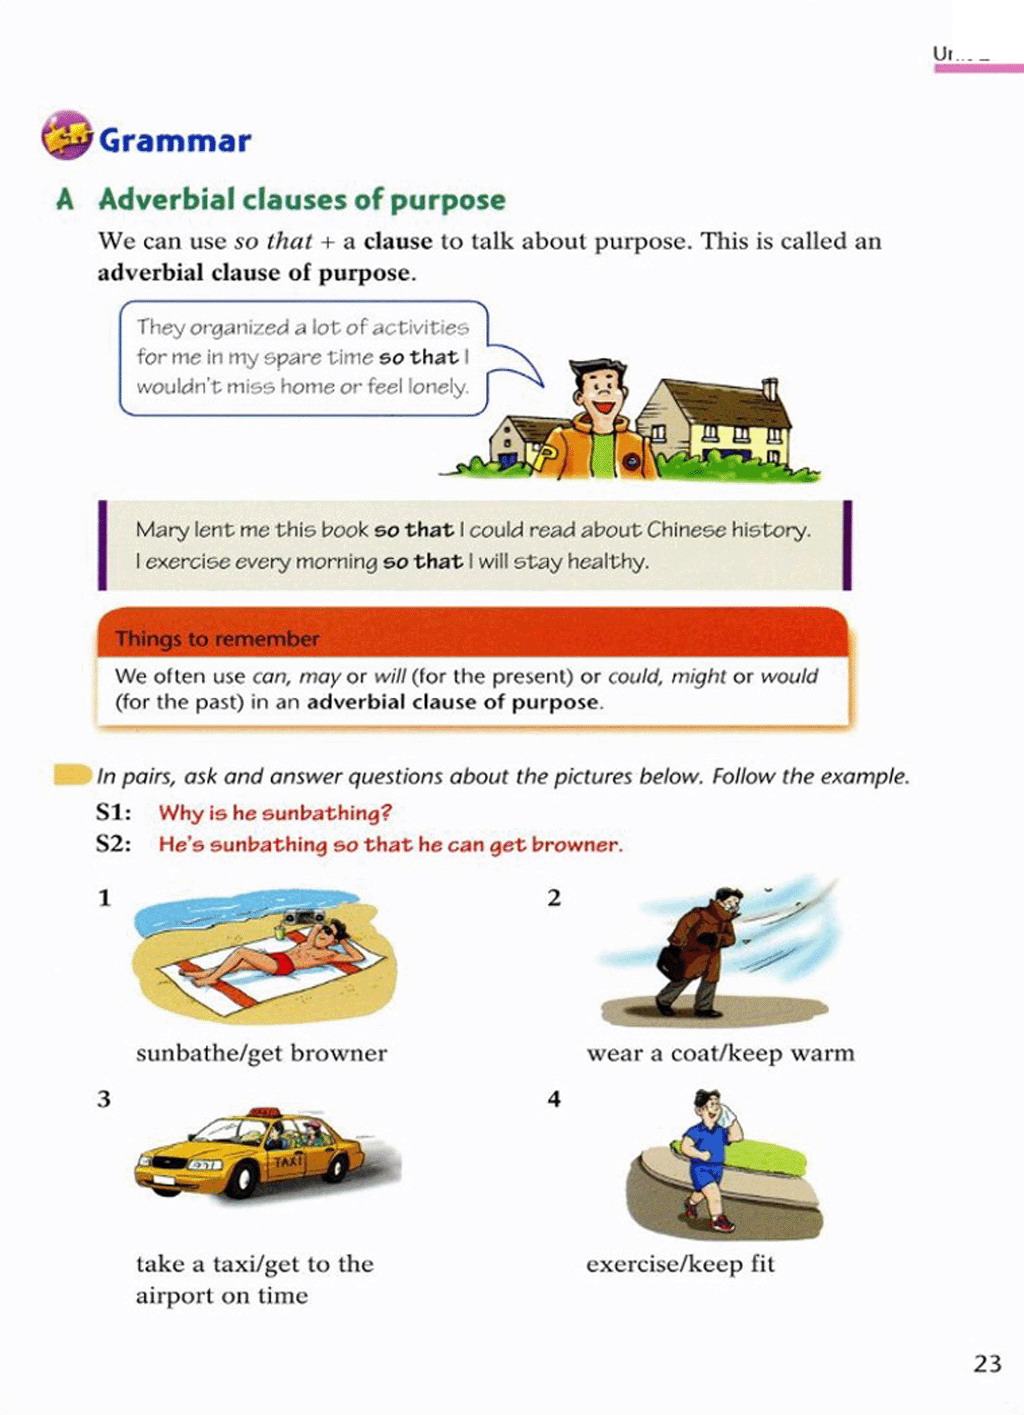 Grammar
A Adverbial clauses of purpose
We can use so that + a clause to talk about purpose. This is called an
adverbial clause of purpose.
They organized a lot of activities
for me in my spare time so that I
wouldn't miss home or feel lonely.
Mary lent me this book so that I could read about Chinese history.
I exercise every morning so that I will stay healthy.
Things to remember
We often use can, may or will (for the present) or could, might or would
(for the past) in an adverbial clause of purpose.
In pairs, ask and answer questions about the pictures below. Follow the example.
S1: Why is he sunbathing?
S2: He's sunbathing so that he can get browner.
1
2
sunbathe/get browner
wear a coat/keep warm
3
4
TAXI
take a taxi/get to the
airport on time
exercise/keep fit
23